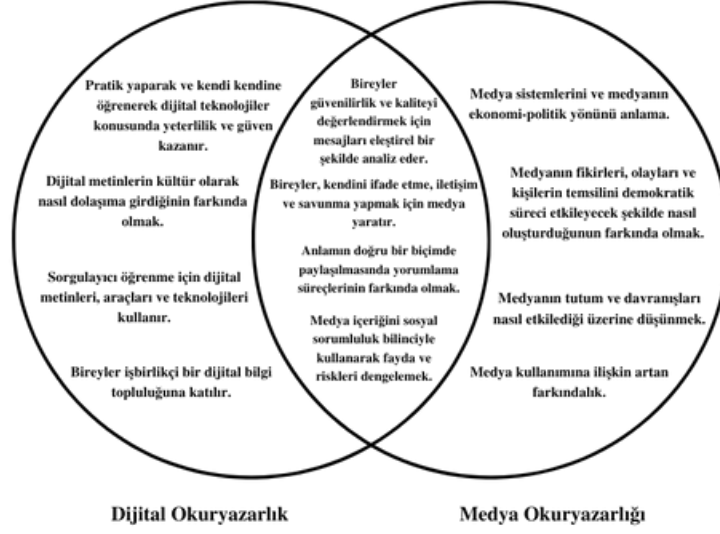 Pratik yaparak ve kendi kendine
öğrenerek dijital teknolojiler
konusunda yeterlilik ve güven
kazanır.
Dijital metinlerin kültür olarak
nasıl dolaşıma girdiğinin farkında
olmak.
Sorgulayıcı öğrenme için dijital
metinleri, araçları ve teknolojileri
kullanır.
Bireyler işbirlikçi bir dijital bilgi
topluluğuna katılır.
Bireyler
güvenilirlik ve kaliteyi
değerlendirmek için
mesajları eleştirel bir
şekilde analiz eder.
Bireyler, kendini ifade etme, iletişim
ve savunma yapmak için medya
yaratır.
Anlamın doğru bir biçimde
paylaşılmasında yorumlama
süreçlerinin farkında olmak.
Medya içeriğini sosyal
sorumluluk bilinciyle
kullanarak fayda ve
riskleri dengelemek.
Medya sistemlerini ve medyanın
ekonomi-politik yönünü anlama.
Medyanın fikirleri, olayları ve
kişilerin temsilini demokratik
süreci etkileyecek şekilde nasıl
oluşturduğunun farkında olmak.
Medyanın tutum ve davranışları
nasıl etkilediği üzerine düşünmek.
Medya kullanımına ilişkin artan
farkındalık.
Dijital Okuryazarlık
Medya Okuryazarlığı